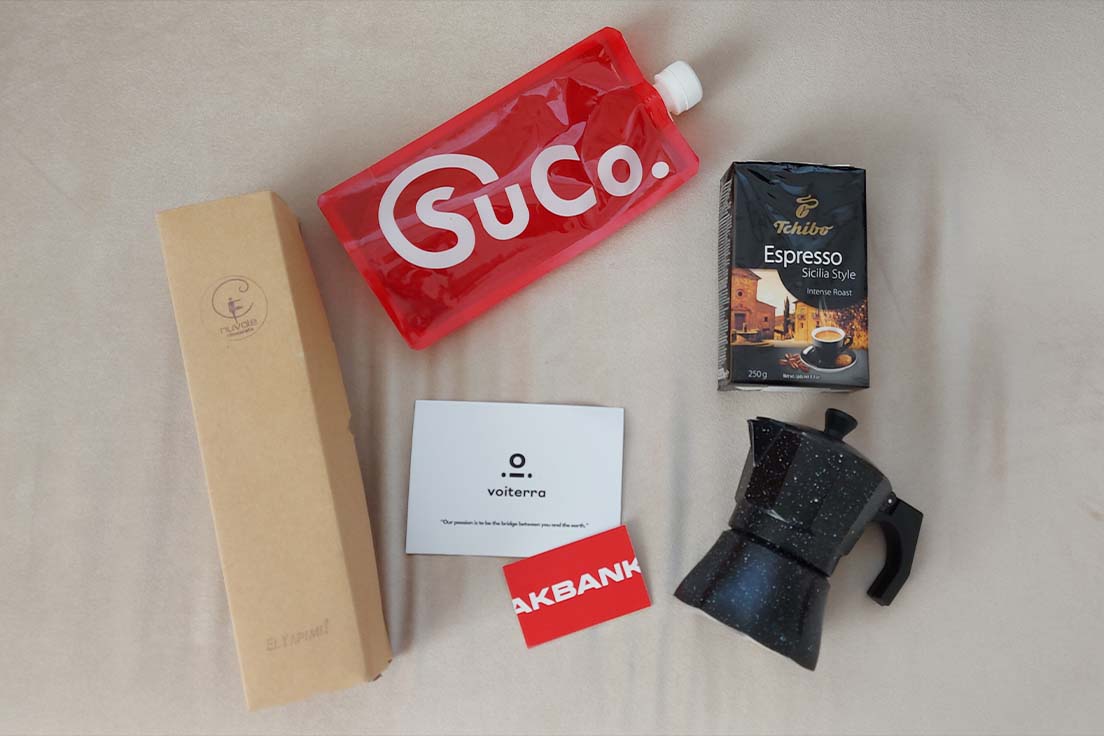 SuCo.
Tchibo
Espresso
Sicilia Style
Intense Roast
250 g
nuvole
EL YAPIMI!
voiterra
"Our passion is to be the bridge between you and the earth."
AKBANK